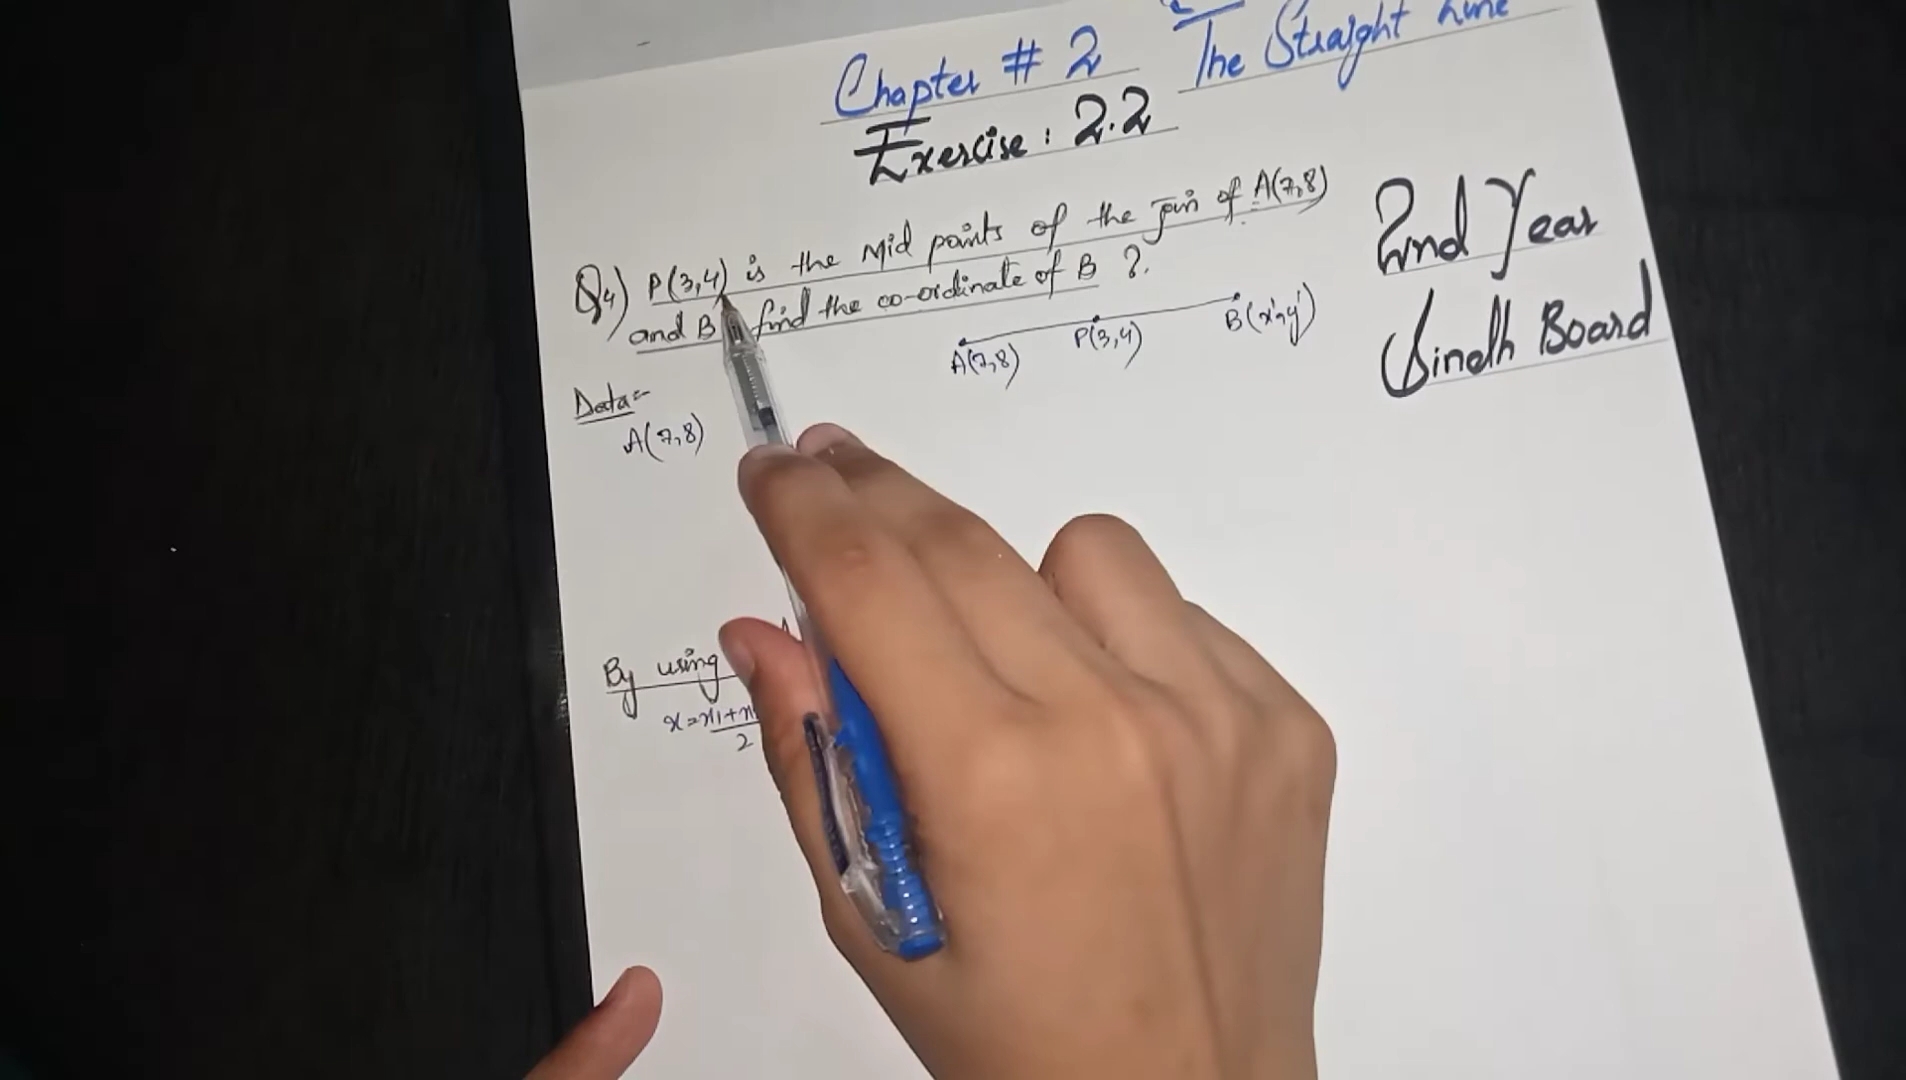 Chapter # 2 The Straight Line
Exercise : 2.2
Q4) P(3,4) is the Mid points of the join of A(7,8)
and B find the co-ordinate of B ?.
A(7,8) P(3,4) B(x',y')
2nd Year
Sindh Board
Data:-
A(7,8)
By using
x = x1+x
2